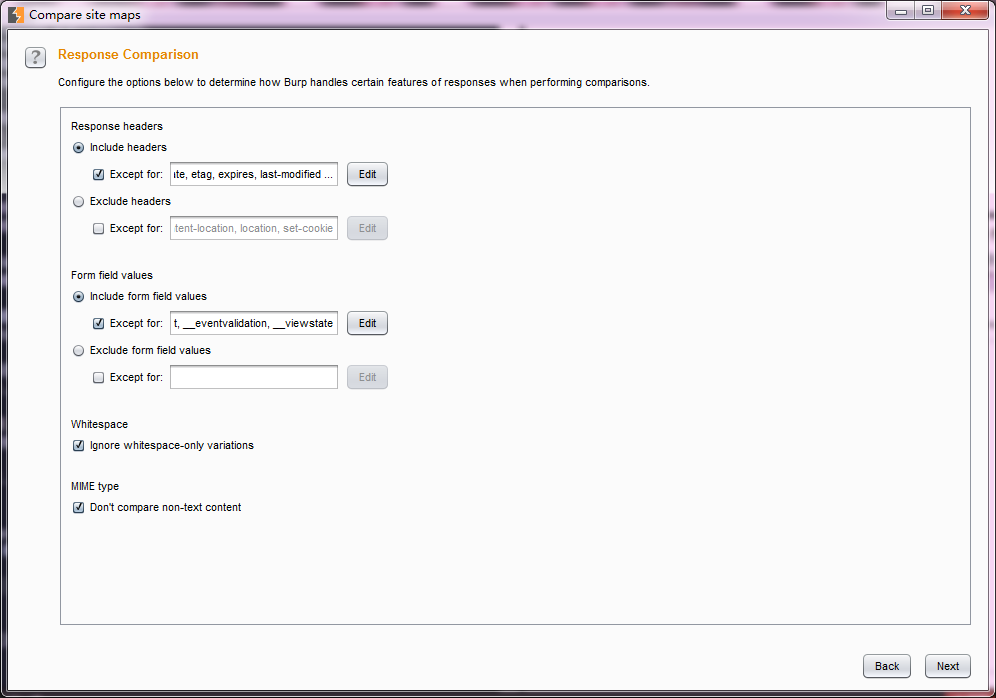 Compare site maps
?
Response Comparison
Configure the options below to determine how Burp handles certain features of responses when performing comparisons.
Response headers
Include headers
Except for: etag, expires, last-modified ... Edit
Exclude headers
Except for: tent-location, location, set-cookie Edit
Form field values
Include form field values
Except for: t, __eventvalidation, __viewstate Edit
Exclude form field values
Except for: Edit
Whitespace
Ignore whitespace-only variations
MIME type
Don't compare non-text content
Back Next